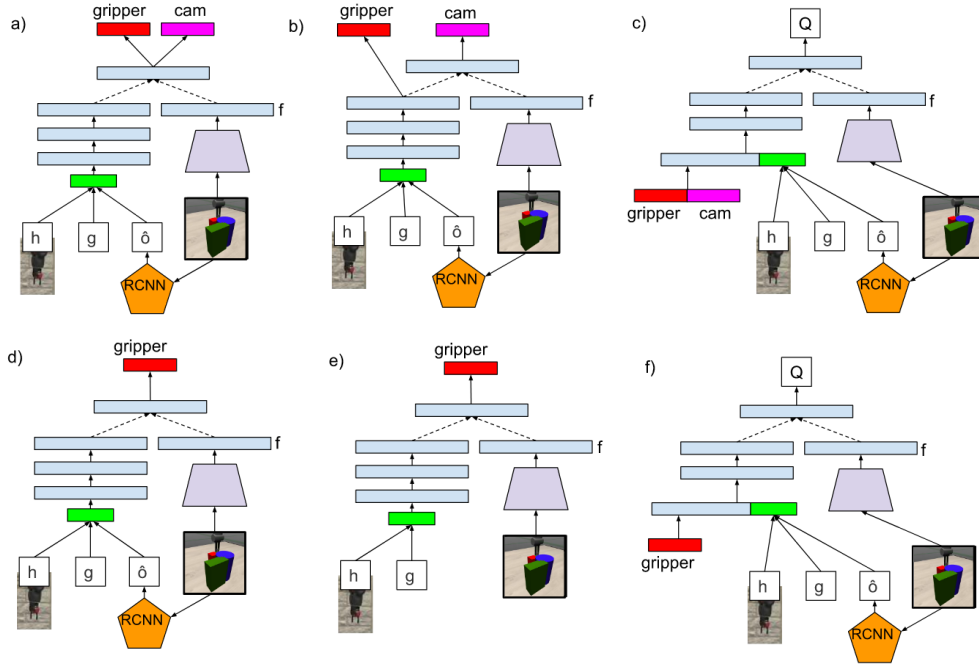 a)
gripper cam
f
h g ô
RCNN
b)
gripper cam
f
h g ô
RCNN
c)
Q
f
gripper cam
h g ô
RCNN
d)
gripper
f
h g ô
RCNN
e)
gripper
f
h g
f)
Q
f
gripper
h g ô
RCNN